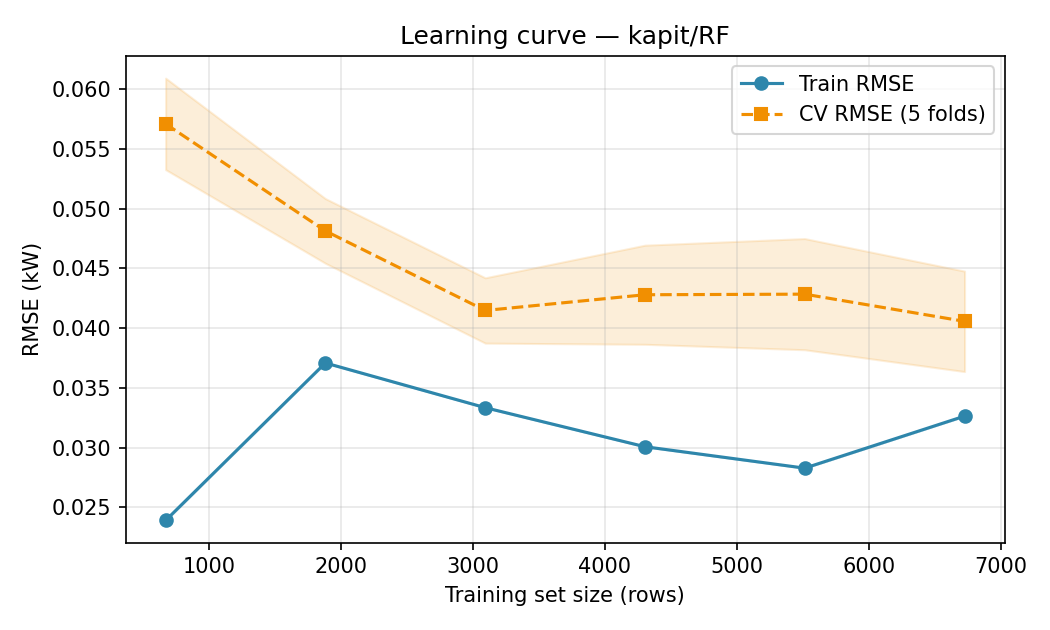 Learning curve — kapit/RF
Train RMSE
CV RMSE (5 folds)
RMSE (kW)
0.060
0.055
0.050
0.045
0.040
0.035
0.030
0.025
1000 2000 3000 4000 5000 6000 7000
Training set size (rows)